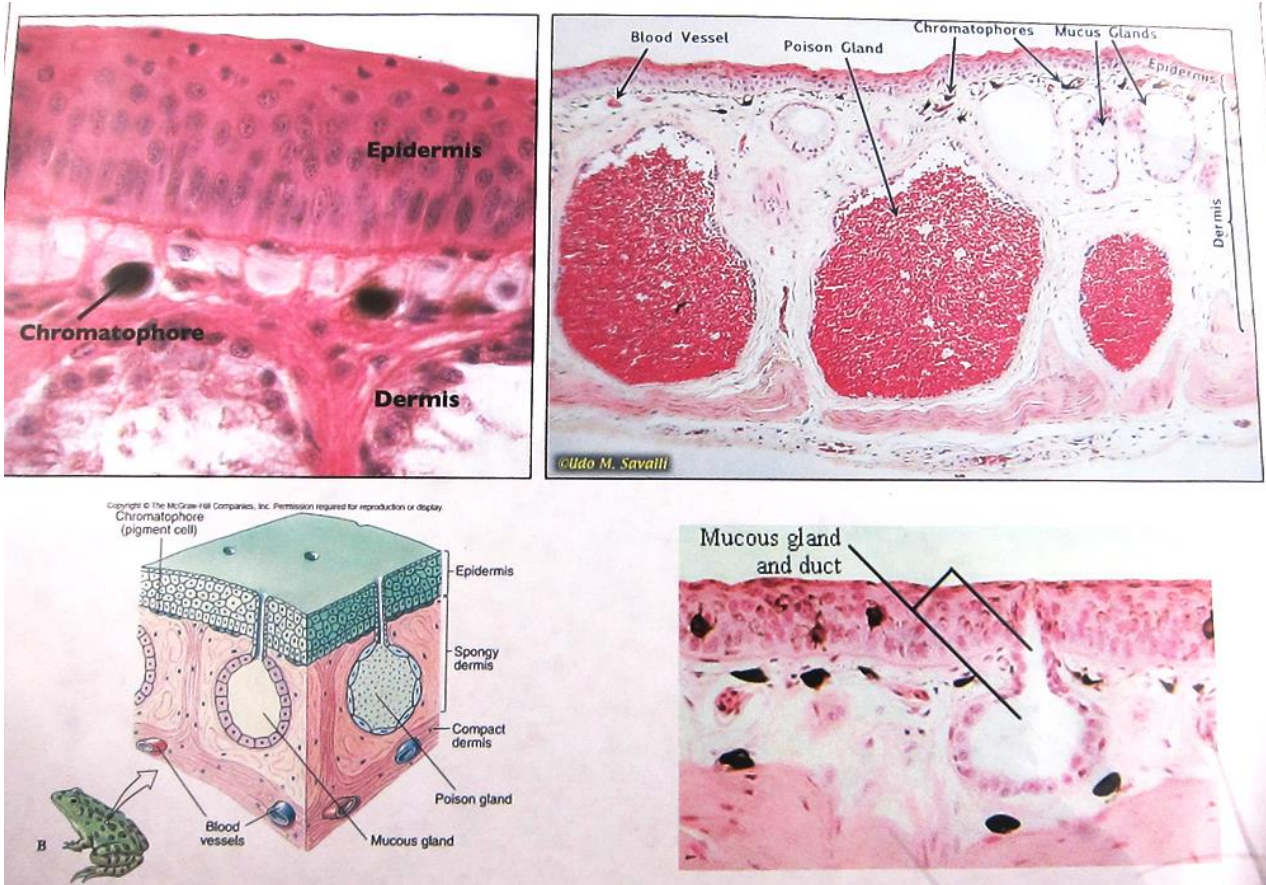 Epidermis
Chromatophore
Dermis
Blood Vessel
Poison Gland
Chromatophores
Mucus Glands
Epidermis
Dermis
©Udo M. Savalli
Copyright © The McGraw-Hill Companies, Inc. Permission required for reproduction or display.
Chromatophore
(pigment cell)
Epidermis
Spongy
dermis
Compact
dermis
Poison gland
Mucous gland
Blood
vessels
B
Mucous gland
and duct